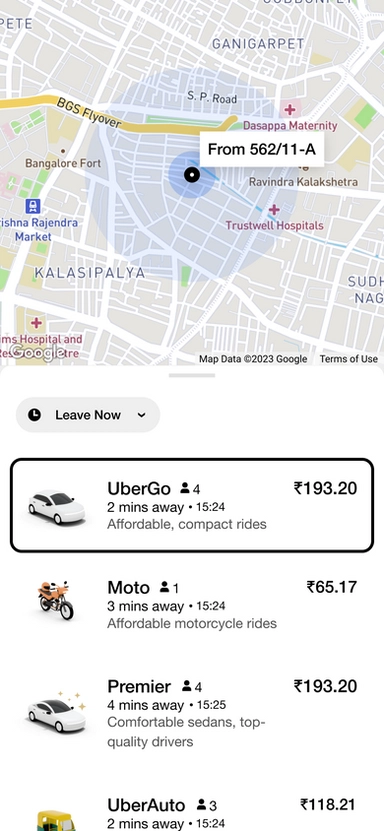 PETE
GANIGARPET
S. P. Road
BGS Flyover
Dasappa Maternity
From 562/11-A
Bangalore Fort
Ravindra Kalakshetra
ishna Rajendra
Market
Trustwell Hospitals
KALASIPALYA
SUDH
NAG
ms Hospital and
Google
Map Data ©2023 Google
Terms of Use
Leave Now
UberGo 4
₹193.20
2 mins away • 15:24
Affordable, compact rides
Moto 1
₹65.17
3 mins away • 15:24
Affordable motorcycle rides
Premier 4
₹193.20
4 mins away • 15:25
Comfortable sedans, top-
quality drivers
UberAuto 3
₹118.21
2 mins away • 15:24